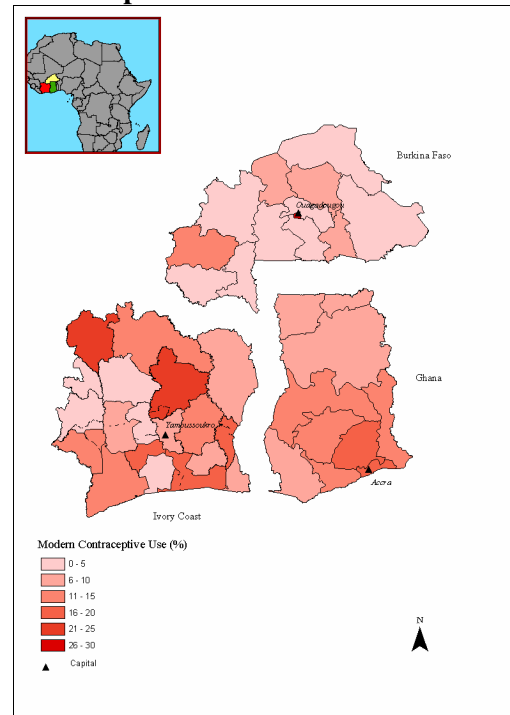 Burkina Faso
Ouagadougou
Ghana
Yamoussoukro
Accra
Ivory Coast
Modern Contraceptive Use (%)
0 - 5
6 - 10
11 - 15
16 - 20
21 - 25
26 - 30
Capital
N